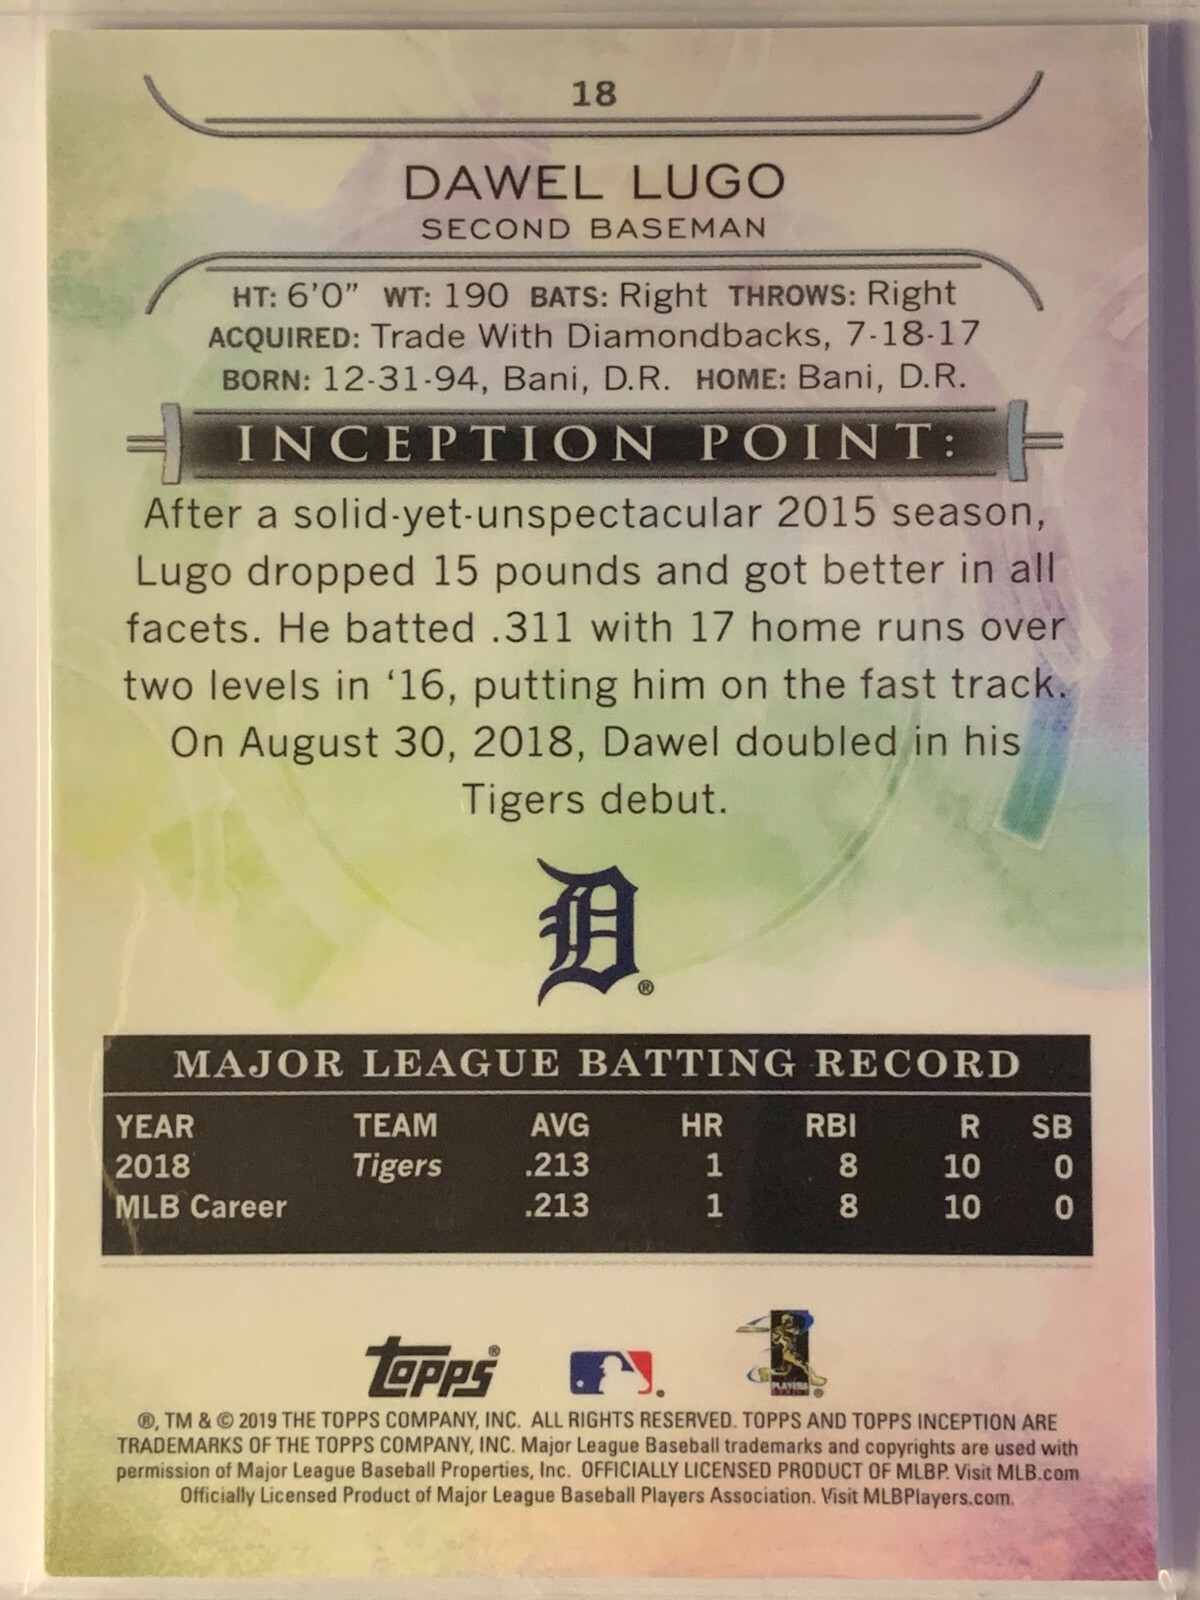 18
DAWEL LUGO
SECOND BASEMAN
HT: 6'0” WT: 190 BATS: Right THROWS: Right
ACQUIRED: Trade With Diamondbacks, 7-18-17
BORN: 12-31-94, Bani, D.R. HOME: Bani, D.R.
INCEPTION POINT:
After a solid-yet-unspectacular 2015 season,
Lugo dropped 15 pounds and got better in all
facets. He batted .311 with 17 home runs over
two levels in ‘16, putting him on the fast track.
On August 30, 2018, Dawel doubled in his
Tigers debut.
D®
MAJOR LEAGUE BATTING RECORD
YEAR TEAM AVG HR RBI R SB
2018 Tigers .213 1 8 10 0
MLB Career .213 1 8 10 0
topps® ® PLAYERS ®
®, TM & © 2019 THE TOPPS COMPANY, INC. ALL RIGHTS RESERVED. TOPPS AND TOPPS INCEPTION ARE
TRADEMARKS OF THE TOPPS COMPANY, INC. Major League Baseball trademarks and copyrights are used with
permission of Major League Baseball Properties, Inc. OFFICIALLY LICENSED PRODUCT OF MLBP. Visit MLB.com
Officially Licensed Product of Major League Baseball Players Association. Visit MLBPlayers.com.